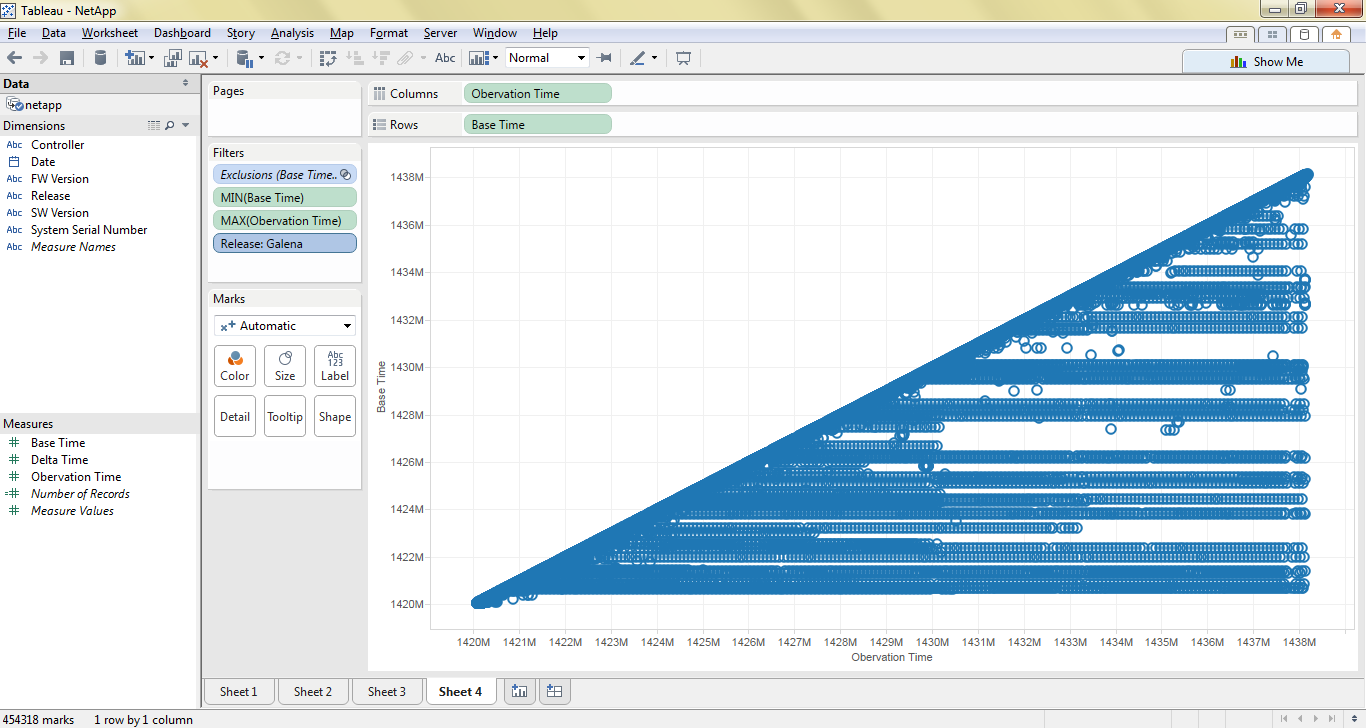 Tableau - NetApp
File Data Worksheet Dashboard Story Analysis Map Format Server Window Help
Abc Normal
Show Me
Data
netapp
Dimensions
Abc Controller
Date
Abc FW Version
Abc Release
Abc SW Version
Abc System Serial Number
Abc Measure Names
Measures
Base Time
Delta Time
Obervation Time
Number of Records
Measure Values
Pages
Filters
Exclusions (Base Time..
MIN(Base Time)
MAX(Obervation Time)
Release: Galena
Marks
Automatic
Color Size Abc 123 Label
Detail Tooltip Shape
Columns Obervation Time
Rows Base Time
Base Time
1438M
1436M
1434M
1432M
1430M
1428M
1426M
1424M
1422M
1420M
1420M 1421M 1422M 1423M 1424M 1425M 1426M 1427M 1428M 1429M 1430M 1431M 1432M 1433M 1434M 1435M 1436M 1437M 1438M
Obervation Time
Sheet 1 Sheet 2 Sheet 3 Sheet 4
454318 marks 1 row by 1 column